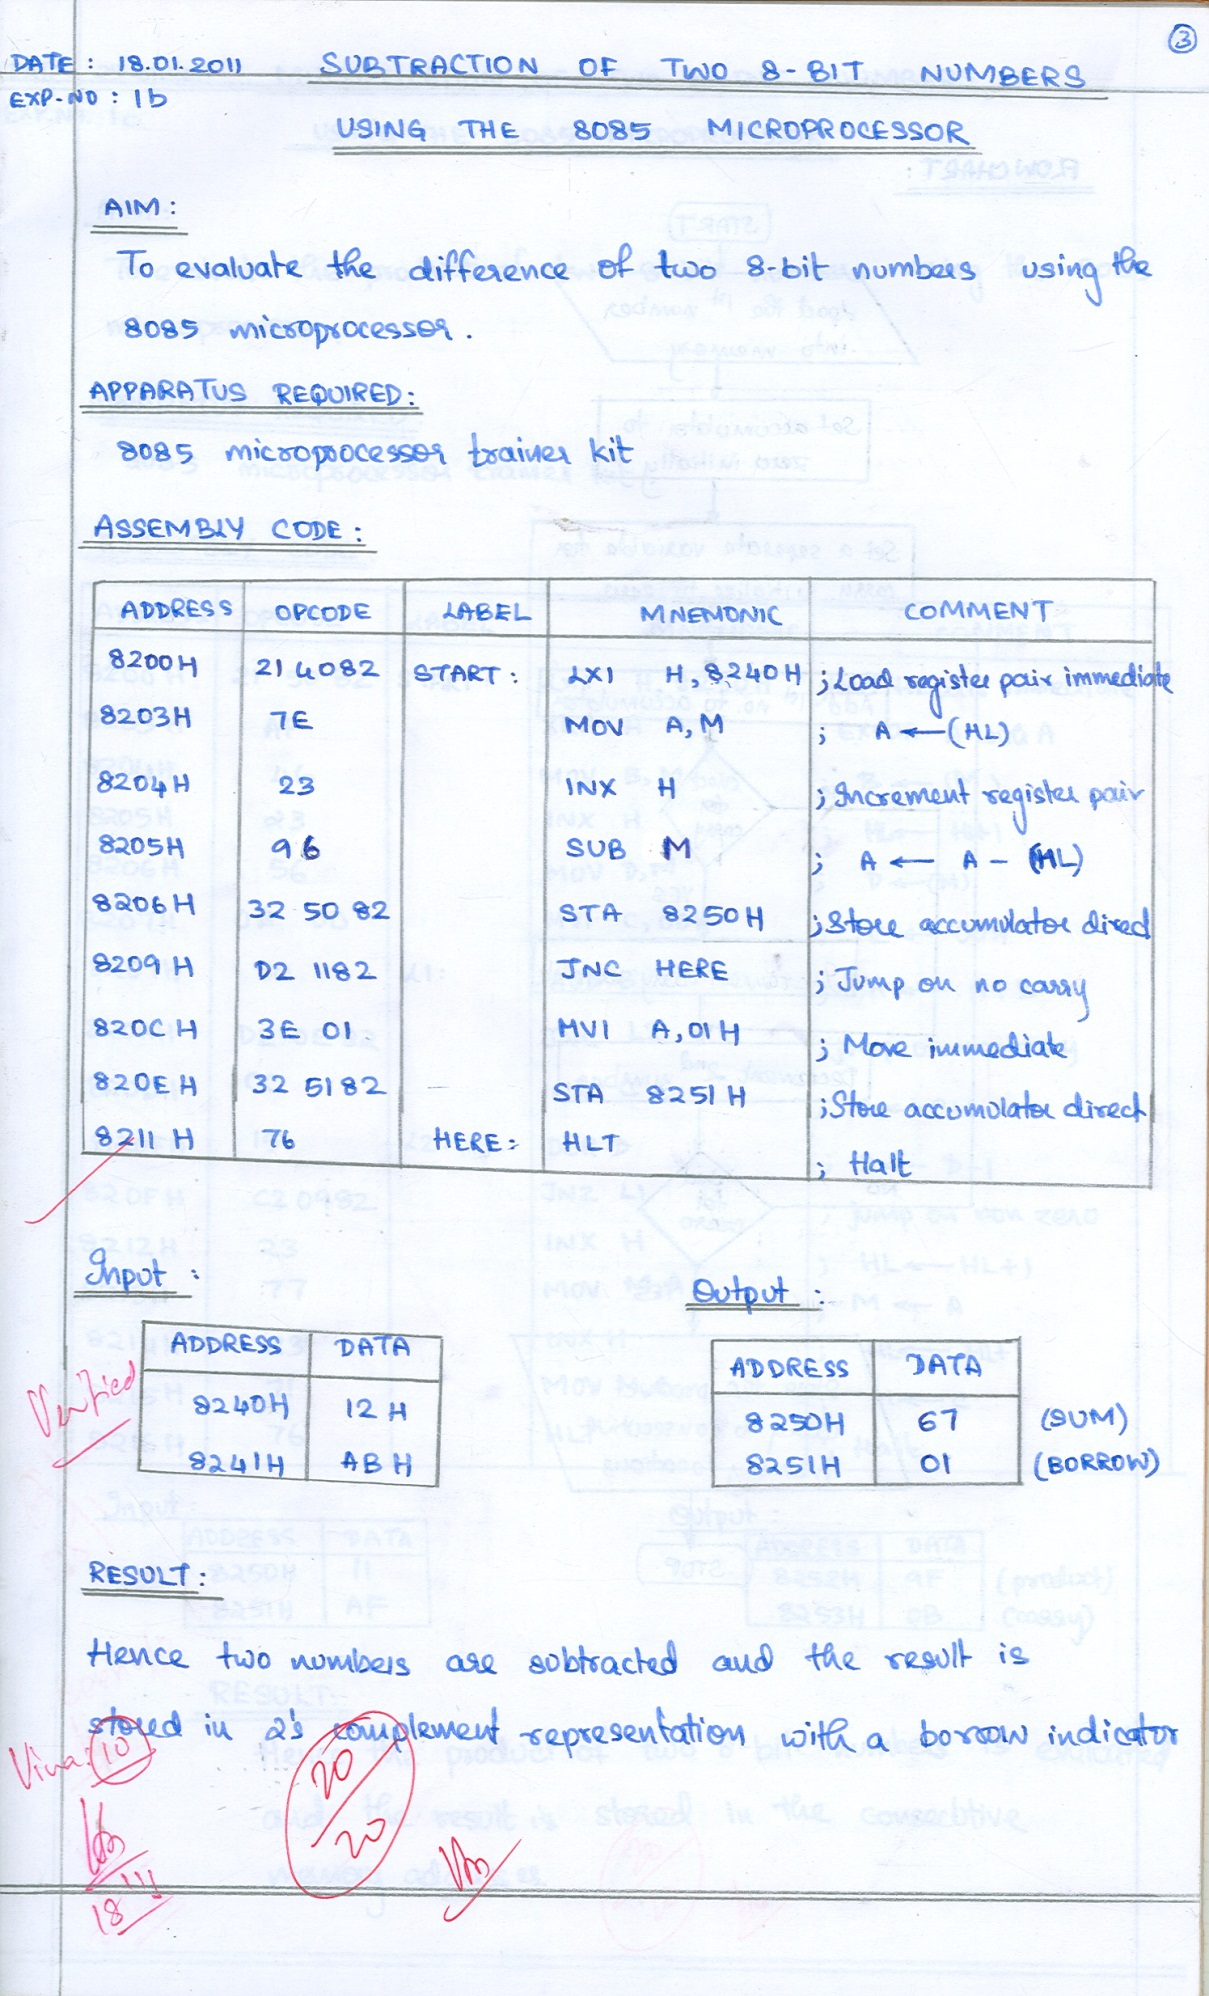 3
DATE : 18.01.2011 SUBTRACTION OF TWO 8-BIT NUMBERS
EXP-NO : 1b
USING THE 8085 MICROPROCESSOR
AIM :
To evaluate the difference of two 8-bit numbers using the
8085 microprocessor.
APPARATUS REQUIRED:
8085 microprocessor trainer kit
ASSEMBLY CODE :
ADDRESS OPCODE LABEL MNEMONIC COMMENT
8200H 21 4082 START : LXI H, 8240H ; Load register pair immediate
8203H 7E MOV A, M ; A ← (HL)
8204H 23 INX H ; Increment register pair
8205H 96 SUB M ; A ← A - (HL)
8206H 32 50 82 STA 8250H ; Store accumulator direct
8209H D2 1182 JNC HERE ; Jump on no carry
820CH 3E 01 MVI A, 01H ; Move immediate
820EH 32 5182 STA 8251H ; Store accumulator direct
8211H 76 HERE : HLT ; Halt
Input : Output :
ADDRESS DATA
8240H 12H
8241H ABH
ADDRESS DATA
8250H 67 (SUM)
8251H 01 (BORROW)
Verified
RESULT :
Hence two numbers are subtracted and the result is
stored in 2's complement representation with a borrow indicator
Viva: 10
20/20
18